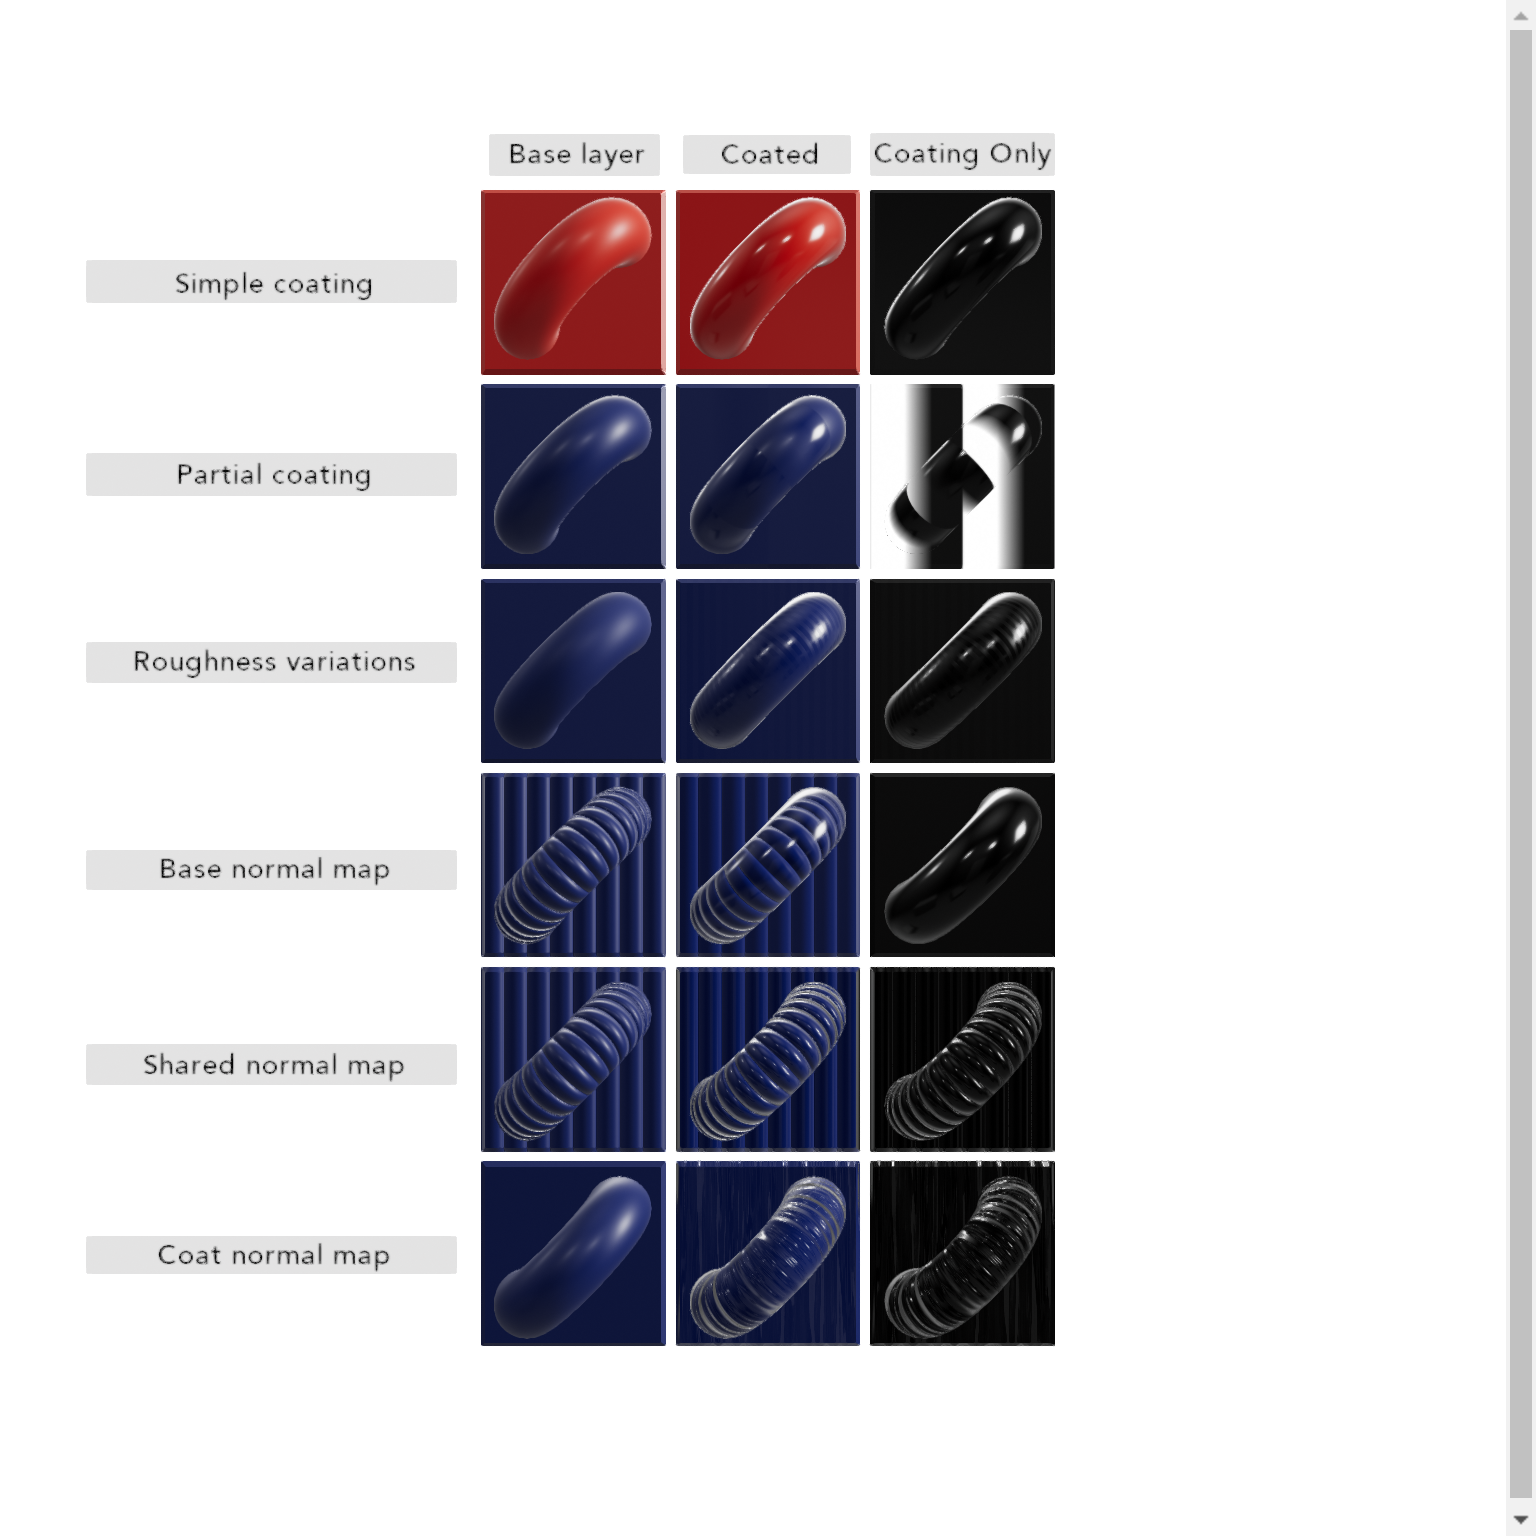 Base layer
Coated
Coating Only
Simple coating
Partial coating
Roughness variations
Base normal map
Shared normal map
Coat normal map